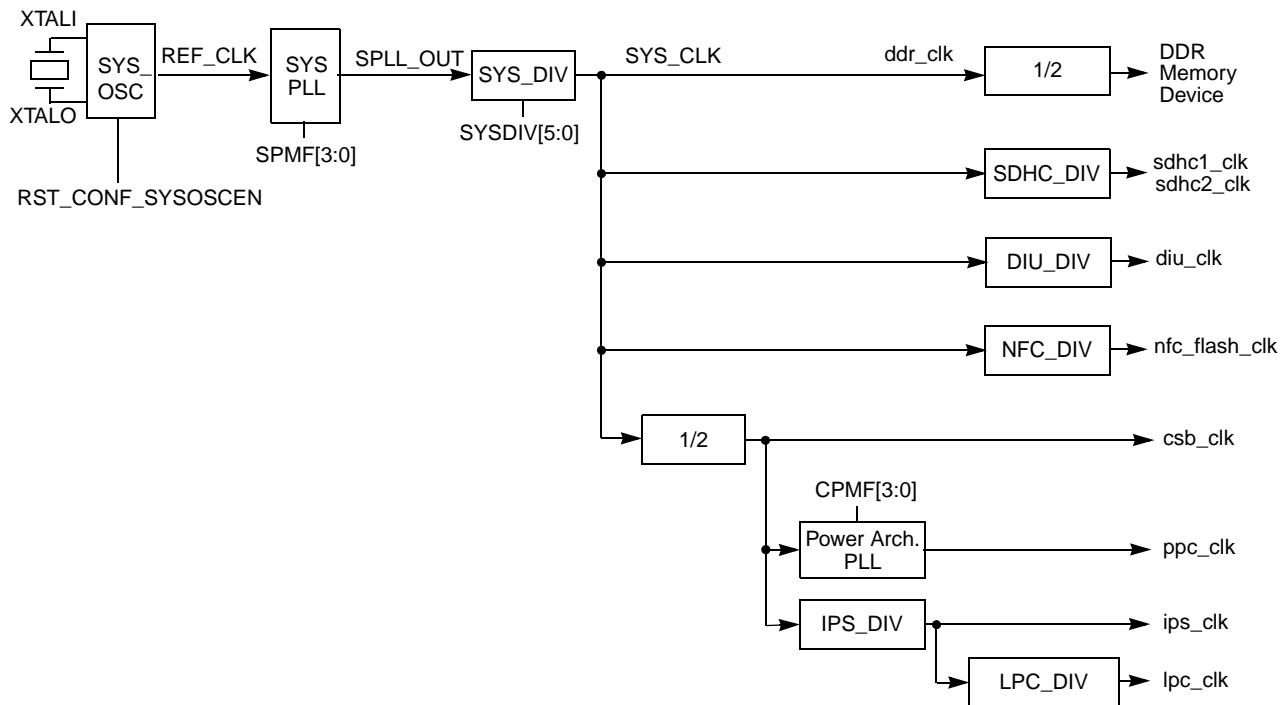 XTALI
SYS_
OSC
XTALO
RST_CONF_SYSOSCEN
REF_CLK
SYS
PLL
SPMF[3:0]
SPLL_OUT
SYS_DIV
SYSDIV[5:0]
SYS_CLK
ddr_clk
1/2
DDR
Memory
Device
SDHC_DIV
sdhc1_clk
sdhc2_clk
DIU_DIV
diu_clk
NFC_DIV
nfc_flash_clk
1/2
csb_clk
CPMF[3:0]
Power Arch.
PLL
ppc_clk
IPS_DIV
ips_clk
LPC_DIV
lpc_clk